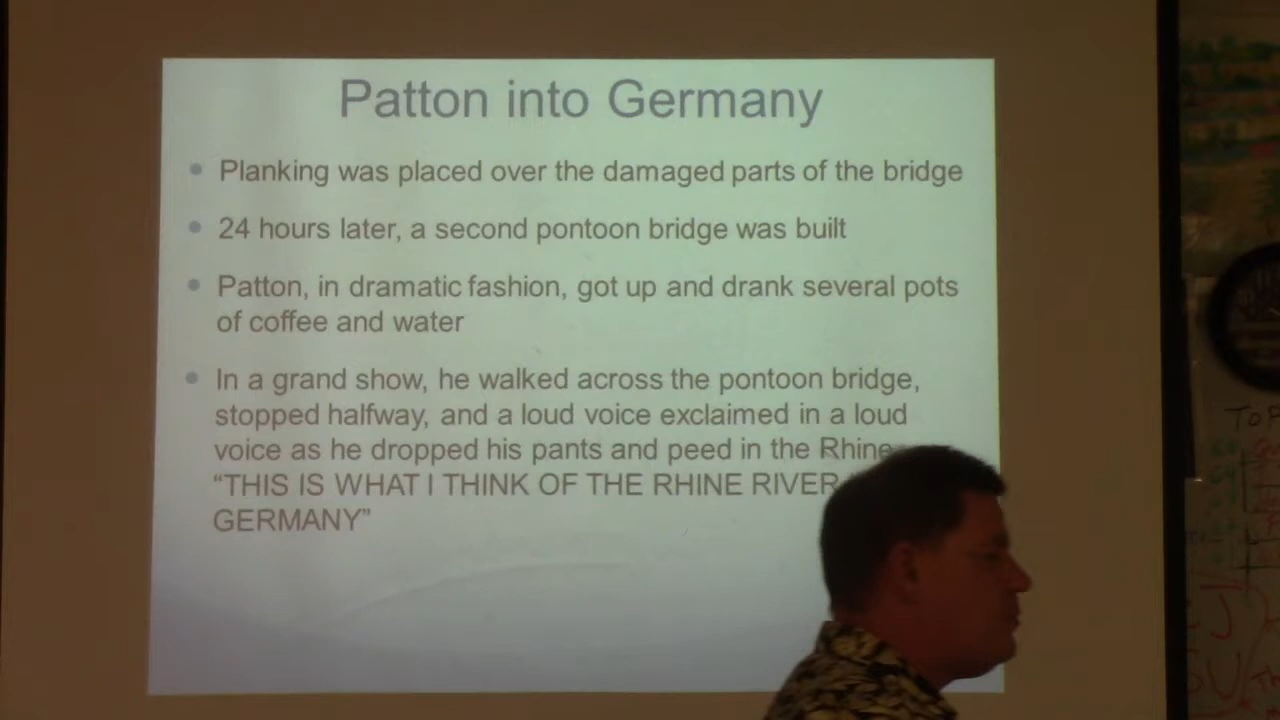 Patton into Germany
Planking was placed over the damaged parts of the bridge
24 hours later, a second pontoon bridge was built
Patton, in dramatic fashion, got up and drank several pots
of coffee and water
In a grand show, he walked across the pontoon bridge,
stopped halfway, and a loud voice exclaimed in a loud
voice as he dropped his pants and peed in the Rhine
“THIS IS WHAT I THINK OF THE RHINE RIVER
GERMANY”